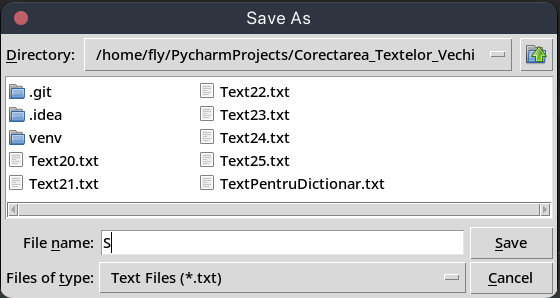 Save As
Directory: /home/fly/PycharmProjects/Corectarea_Textelor_Vechi
.git
.idea
venv
Text20.txt
Text21.txt
Text22.txt
Text23.txt
Text24.txt
Text25.txt
TextPentruDictionar.txt
File name: S Save
Files of type: Text Files (*.txt) Cancel